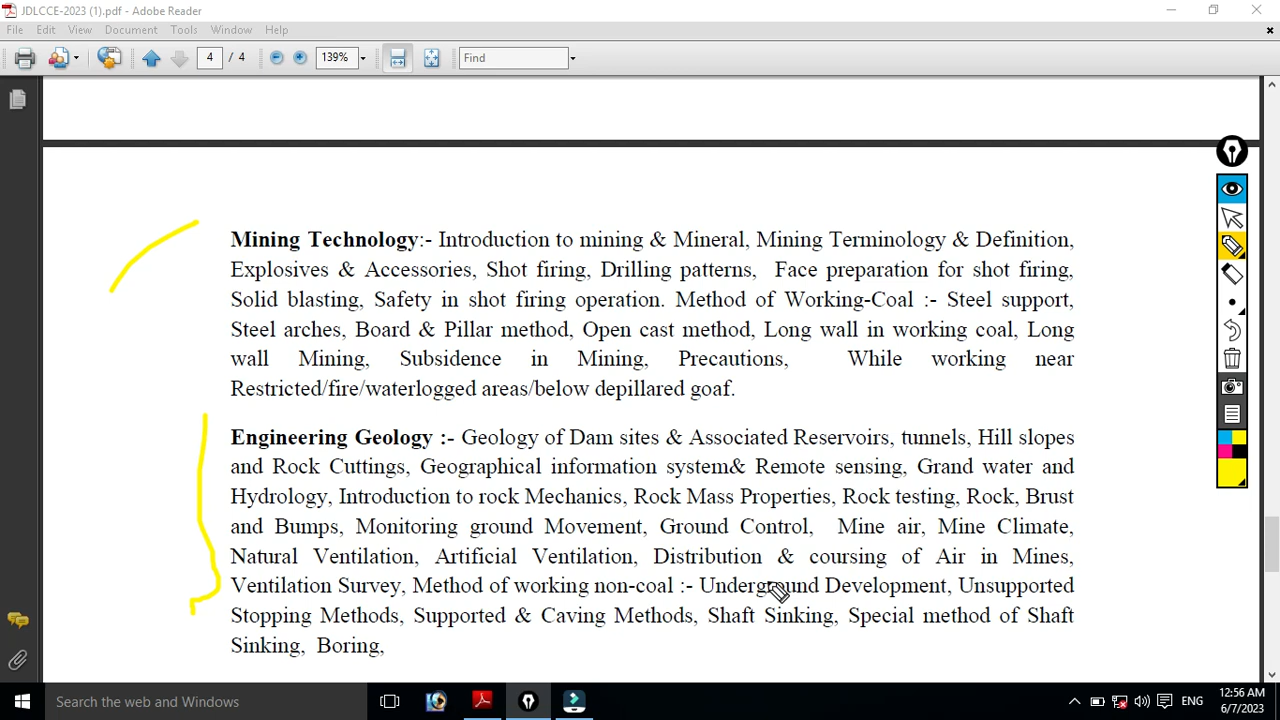 JDLCCE-2023 (1).pdf - Adobe Reader
File Edit View Document Tools Window Help
4 / 4 139% Find
Mining Technology:- Introduction to mining & Mineral, Mining Terminology & Definition,
Explosives & Accessories, Shot firing, Drilling patterns, Face preparation for shot firing,
Solid blasting, Safety in shot firing operation. Method of Working-Coal :- Steel support,
Steel arches, Board & Pillar method, Open cast method, Long wall in working coal, Long
wall Mining, Subsidence in Mining, Precautions, While working near
Restricted/fire/waterlogged areas/below depillared goaf.
Engineering Geology :- Geology of Dam sites & Associated Reservoirs, tunnels, Hill slopes
and Rock Cuttings, Geographical information system& Remote sensing, Grand water and
Hydrology, Introduction to rock Mechanics, Rock Mass Properties, Rock testing, Rock, Brust
and Bumps, Monitoring ground Movement, Ground Control, Mine air, Mine Climate,
Natural Ventilation, Artificial Ventilation, Distribution & coursing of Air in Mines,
Ventilation Survey, Method of working non-coal :- Underground Development, Unsupported
Stopping Methods, Supported & Caving Methods, Shaft Sinking, Special method of Shaft
Sinking, Boring,
Search the web and Windows
ENG
12:56 AM
6/7/2023